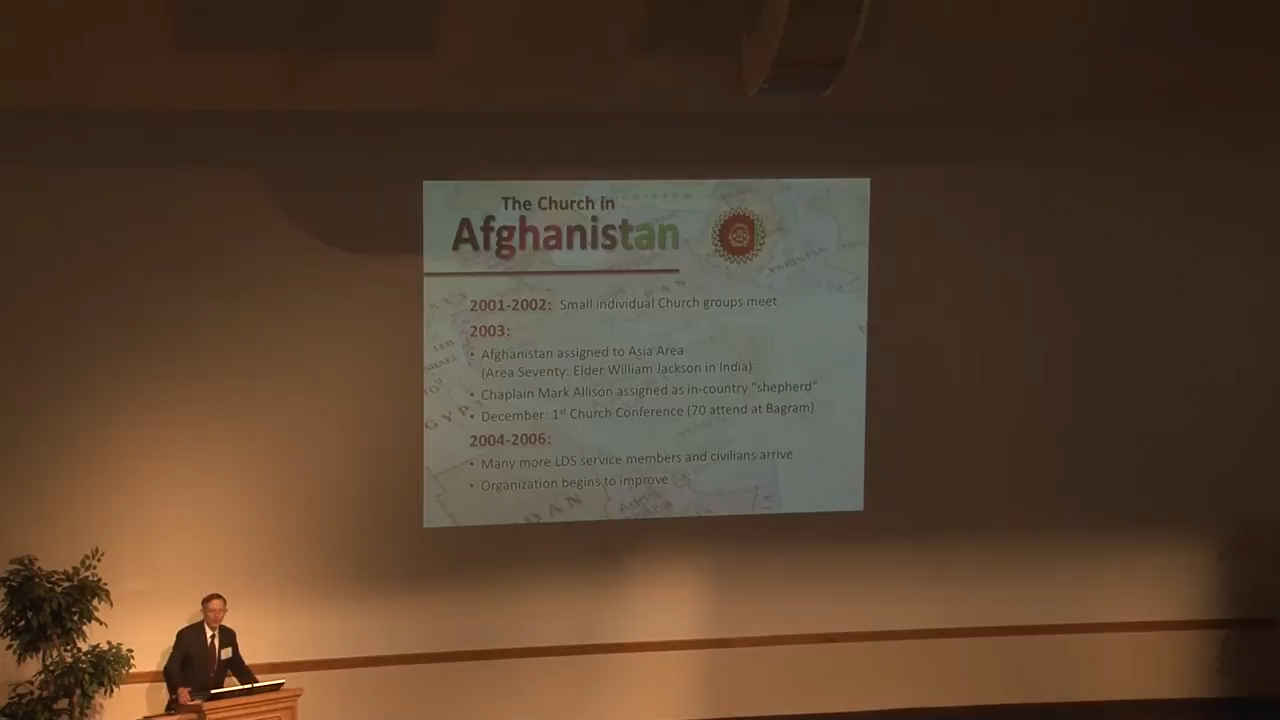 The Church in
Afghanistan
2001-2002: Small individual Church groups meet
2003:
• Afghanistan assigned to Asia Area
(Area Seventy: Elder William Jackson in India)
• Chaplain Mark Allison assigned as in-country "shepherd"
• December: 1st Church Conference (70 attend at Bagram)
2004-2006:
• Many more LDS service members and civilians arrive
• Organization begins to improve
PAKISTAN